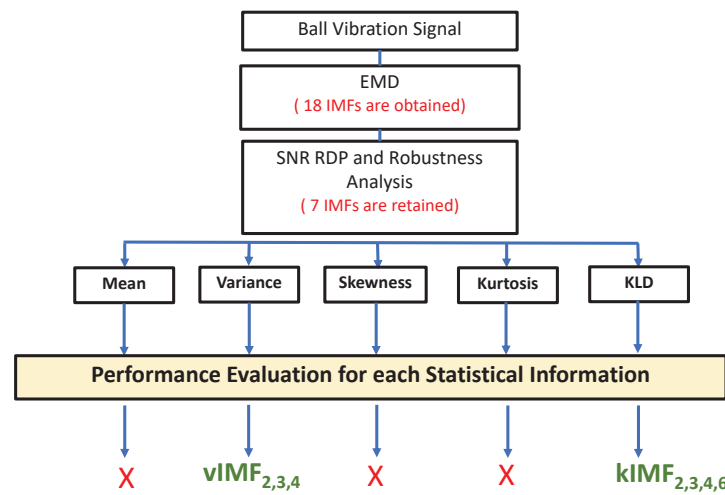 Ball Vibration Signal
EMD
( 18 IMFs are obtained)
SNR RDP and Robustness
Analysis
( 7 IMFs are retained)
Mean Variance Skewness Kurtosis KLD
Performance Evaluation for each Statistical Information
X vIMF2,3,4 X X kIMF2,3,4,6